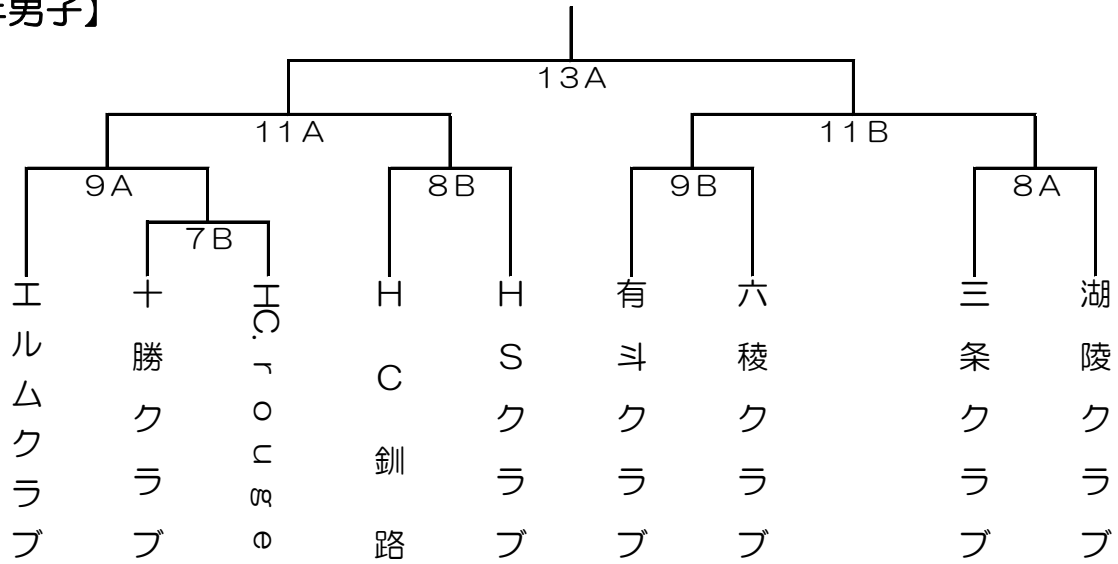 年男子】
13A
11A
11B
9A
8B
9B
8A
7B
エルムクラブ
十勝クラブ
HC.rouge
HC釧路
HSクラブ
有斗クラブ
六稜クラブ
三条クラブ
湖陵クラブ